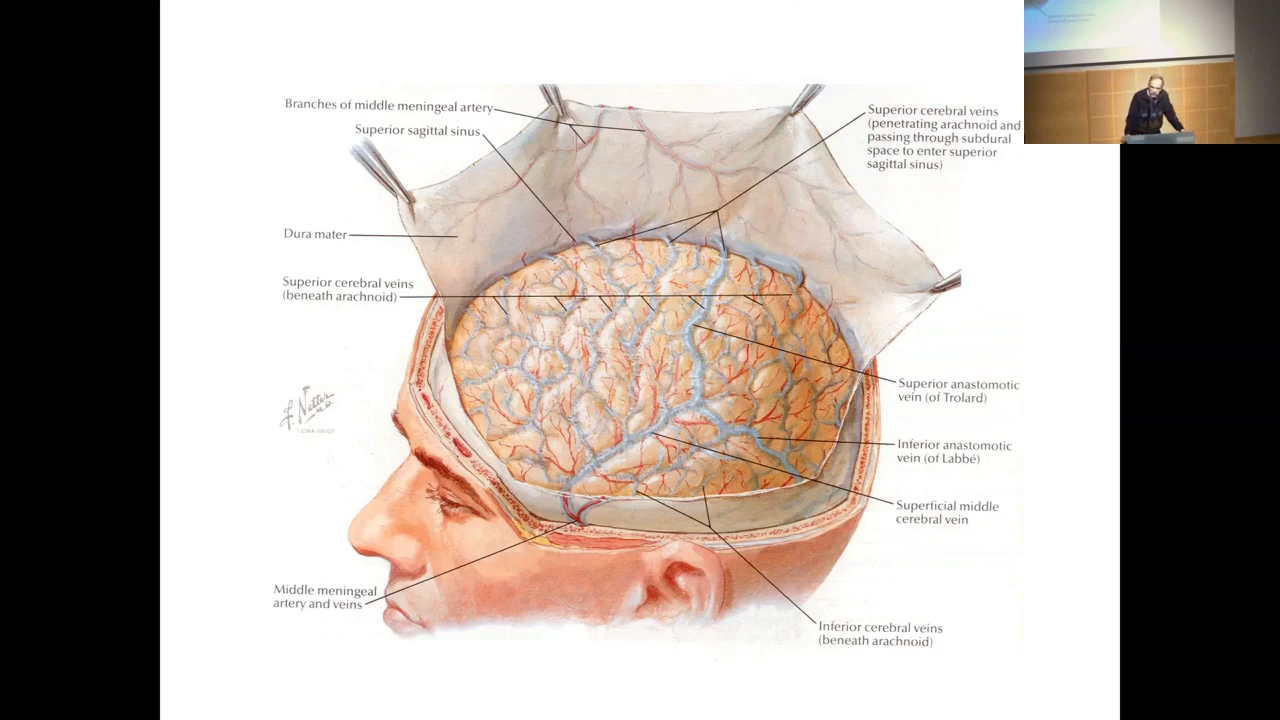 Branches of middle meningeal artery
Superior sagittal sinus
Dura mater
Superior cerebral veins
(beneath arachnoid)
Superior cerebral veins
(penetrating arachnoid and
passing through subdural
space to enter superior
sagittal sinus)
Superior anastomotic
vein (of Trolard)
Inferior anastomotic
vein (of Labbé)
Superficial middle
cerebral vein
Middle meningeal
artery and veins
Inferior cerebral veins
(beneath arachnoid)
F. Netter
M.D.